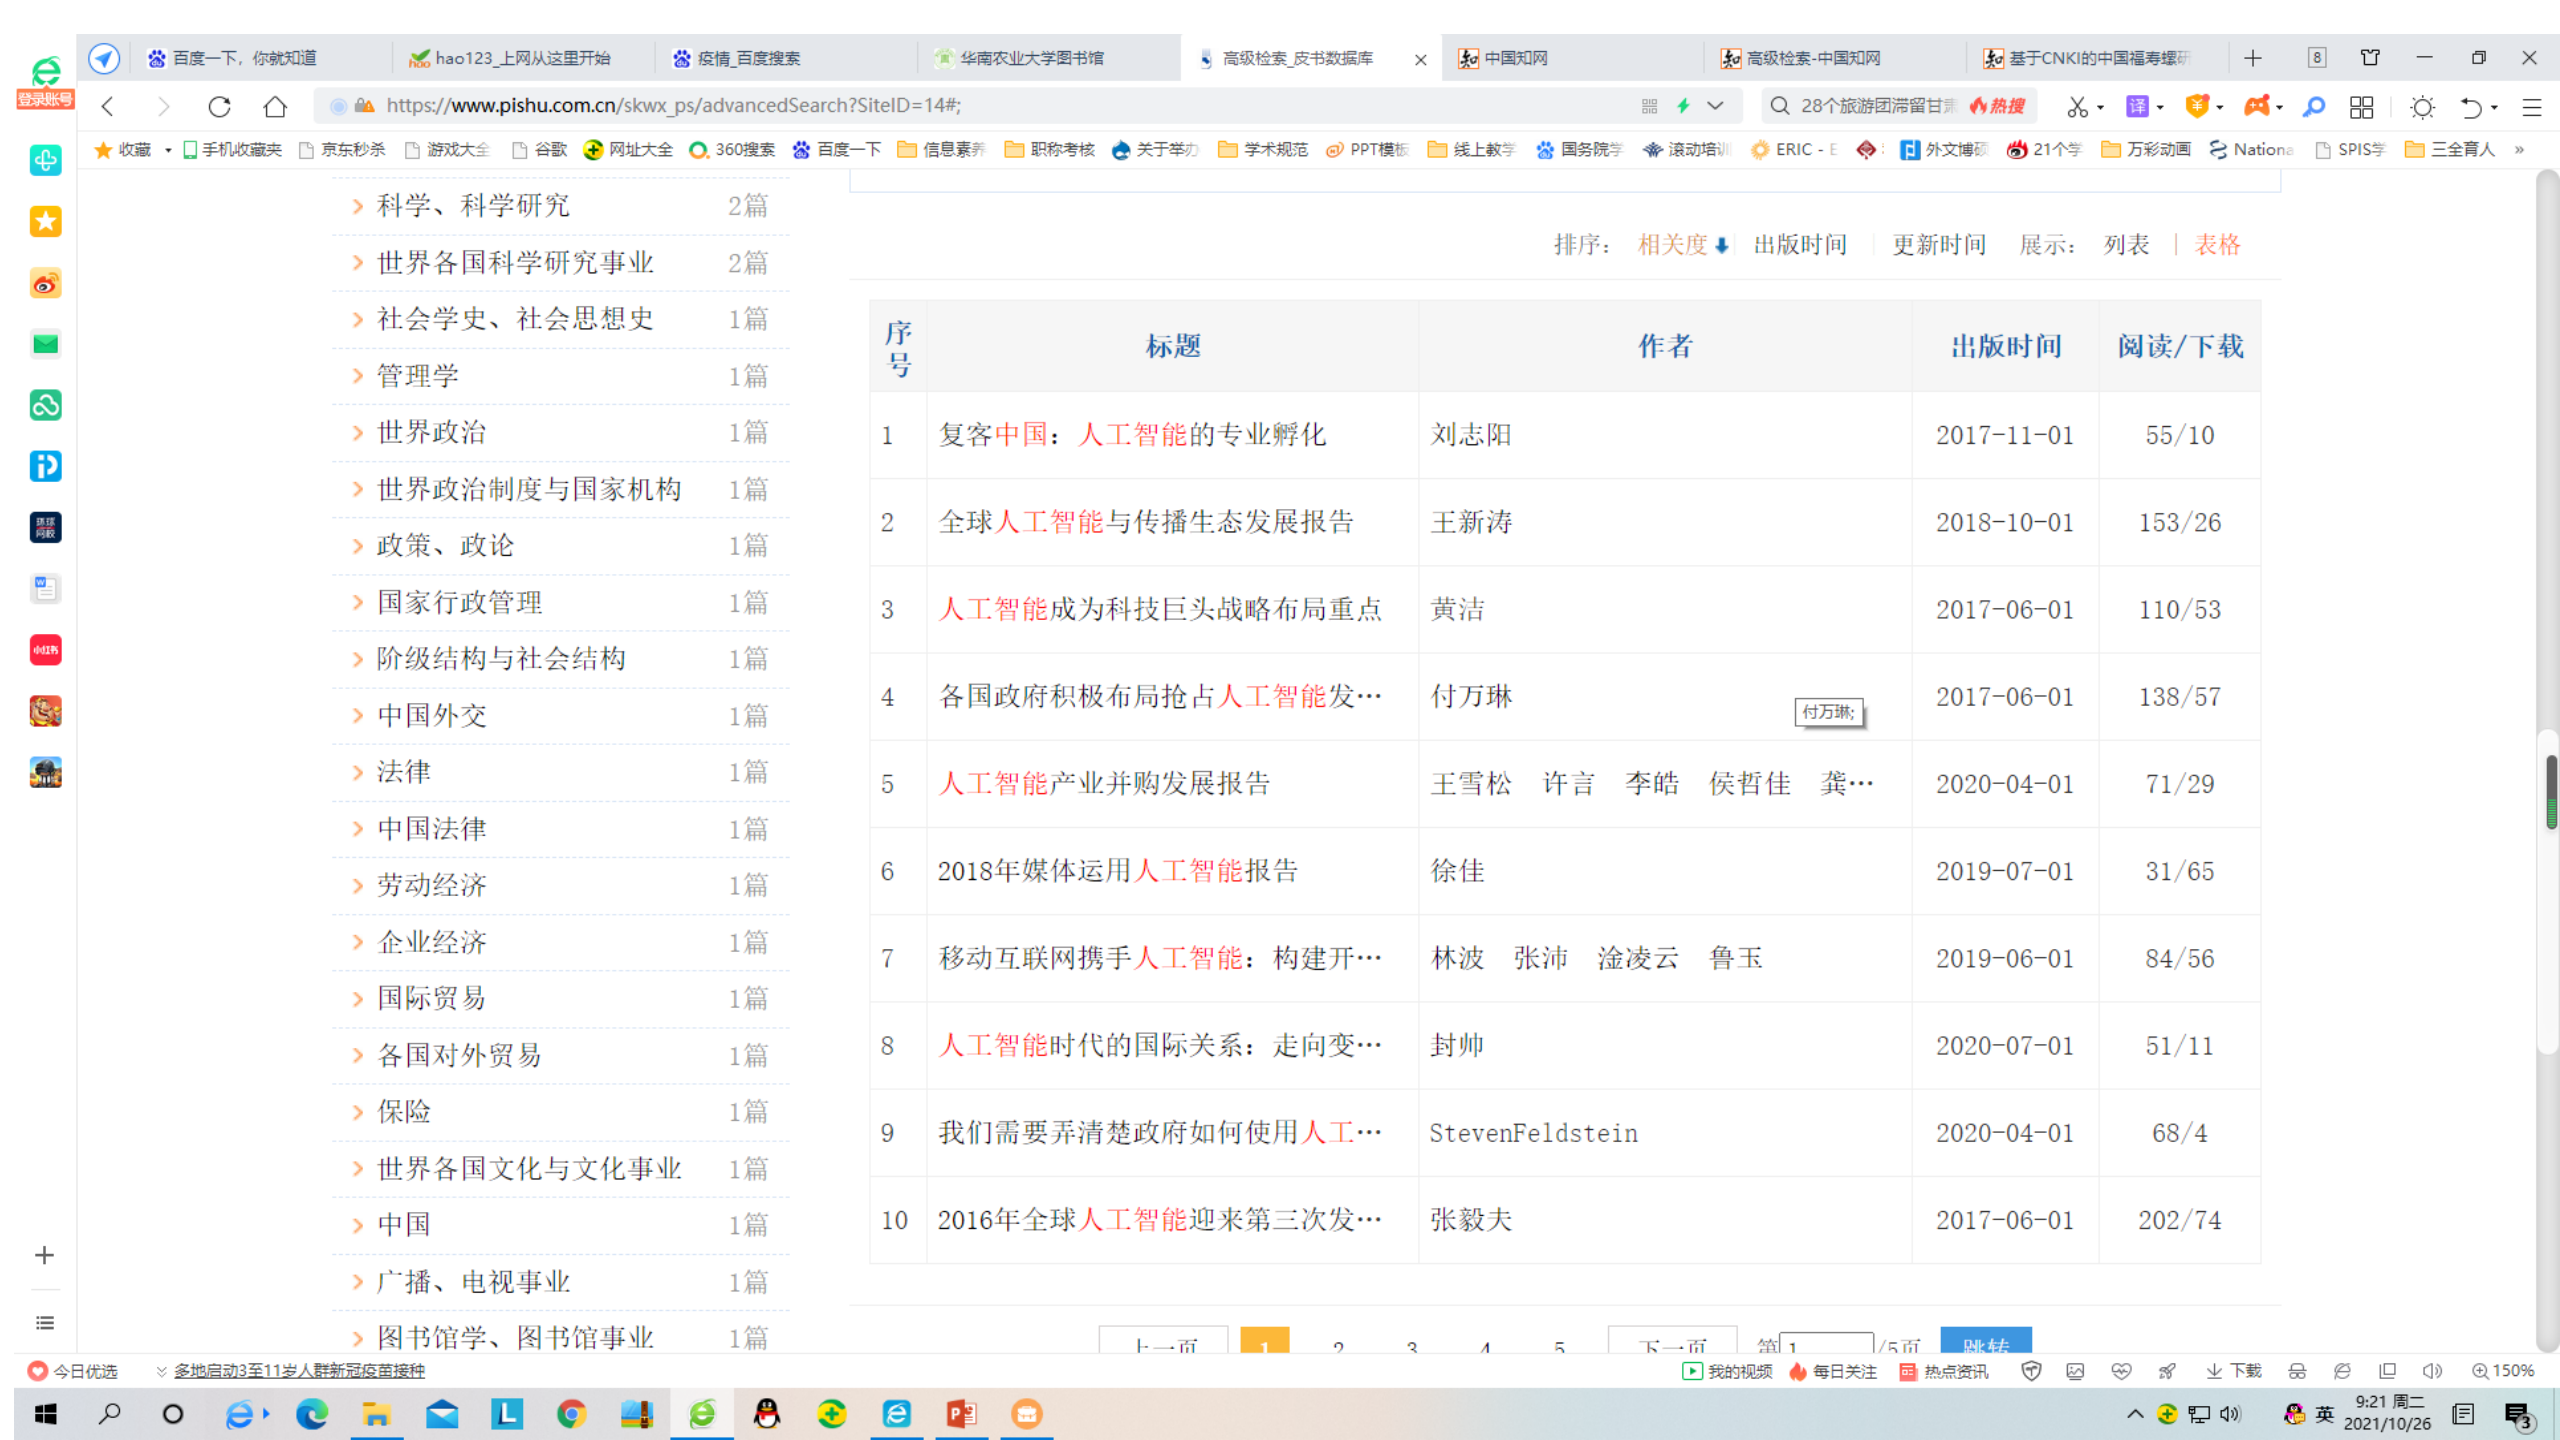 登录账号
百度一下，你就知道
hao123_上网从这里开始
疫情_百度搜索
华南农业大学图书馆
高级检索_皮书数据库
中国知网
高级检索-中国知网
基于CNKI的中国福寿螺研
8
https://www.pishu.com.cn/skwx_ps/advancedSearch?SiteID=14#;
28个旅游团滞留甘肃
热搜
译
收藏
手机收藏夹
京东秒杀
游戏大全
谷歌
网址大全
360搜索
百度一下
信息素养
职称考核
关于举办
学术规范
PPT模板
线上教学
国务院学
滚动培训
ERIC - E
外文博硕
21个学
万彩动画
Nationa
SPIS学
三全育人
»
科学、科学研究 2篇
世界各国科学研究事业 2篇
社会学史、社会思想史 1篇
管理学 1篇
世界政治 1篇
世界政治制度与国家机构 1篇
政策、政论 1篇
国家行政管理 1篇
阶级结构与社会结构 1篇
中国外交 1篇
法律 1篇
中国法律 1篇
劳动经济 1篇
企业经济 1篇
国际贸易 1篇
各国对外贸易 1篇
保险 1篇
世界各国文化与文化事业 1篇
中国 1篇
广播、电视事业 1篇
图书馆学、图书馆事业 1篇
排序： 相关度 出版时间 更新时间 展示： 列表 | 表格
序号 标题 作者 出版时间 阅读/下载
1 复客中国：人工智能的专业孵化 刘志阳 2017-11-01 55/10
2 全球人工智能与传播生态发展报告 王新涛 2018-10-01 153/26
3 人工智能成为科技巨头战略布局重点 黄洁 2017-06-01 110/53
4 各国政府积极布局抢占人工智能发… 付万琳 2017-06-01 138/57
付万琳;
5 人工智能产业并购发展报告 王雪松 许言 李皓 侯哲佳 龚… 2020-04-01 71/29
6 2018年媒体运用人工智能报告 徐佳 2019-07-01 31/65
7 移动互联网携手人工智能：构建开… 林波 张沛 淦凌云 鲁玉 2019-06-01 84/56
8 人工智能时代的国际关系：走向变… 封帅 2020-07-01 51/11
9 我们需要弄清楚政府如何使用人工… StevenFeldstein 2020-04-01 68/4
10 2016年全球人工智能迎来第三次发… 张毅夫 2017-06-01 202/74
上一页 1 2 3 4 5 下一页 第 1 /5页 跳转
今日优选
多地启动3至11岁人群新冠疫苗接种
我的视频
每日关注
热点资讯
下载
150%
英
9:21 周二
2021/10/26
3